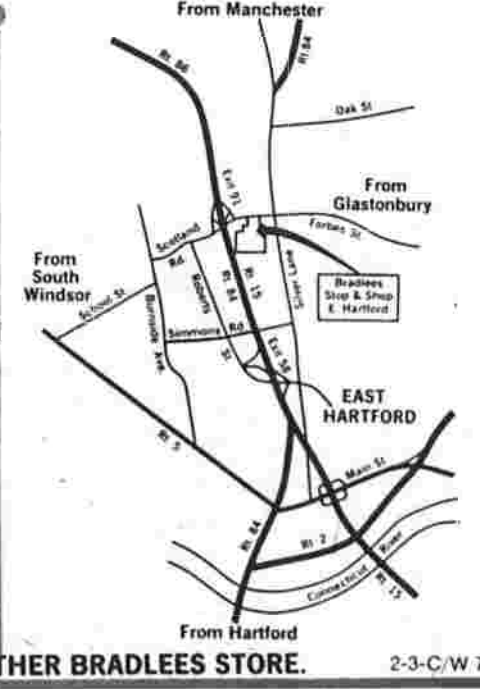 From Manchester
Rt. 86
Rt. 84
Oak St
Exit 91
From
Glastonbury
Forbes St.
Scotland
Rd.
From
South
Windsor
School St
Roberts
St.
Rt. 84
Rt. 15
Silver Lane
Bradlees
Stop & Shop
E. Hartford
Burnside Ave.
Simmons Rd.
Exit 58
EAST
HARTFORD
Rt. 5
Main St
Rt. 84
Rt. 2
Connecticut River
Rt. 15
From Hartford
THER BRADLEES STORE.
2-3-C/W 7